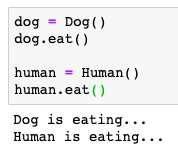 dog = Dog()
dog.eat()
human = Human()
human.eat()
Dog is eating...
Human is eating...